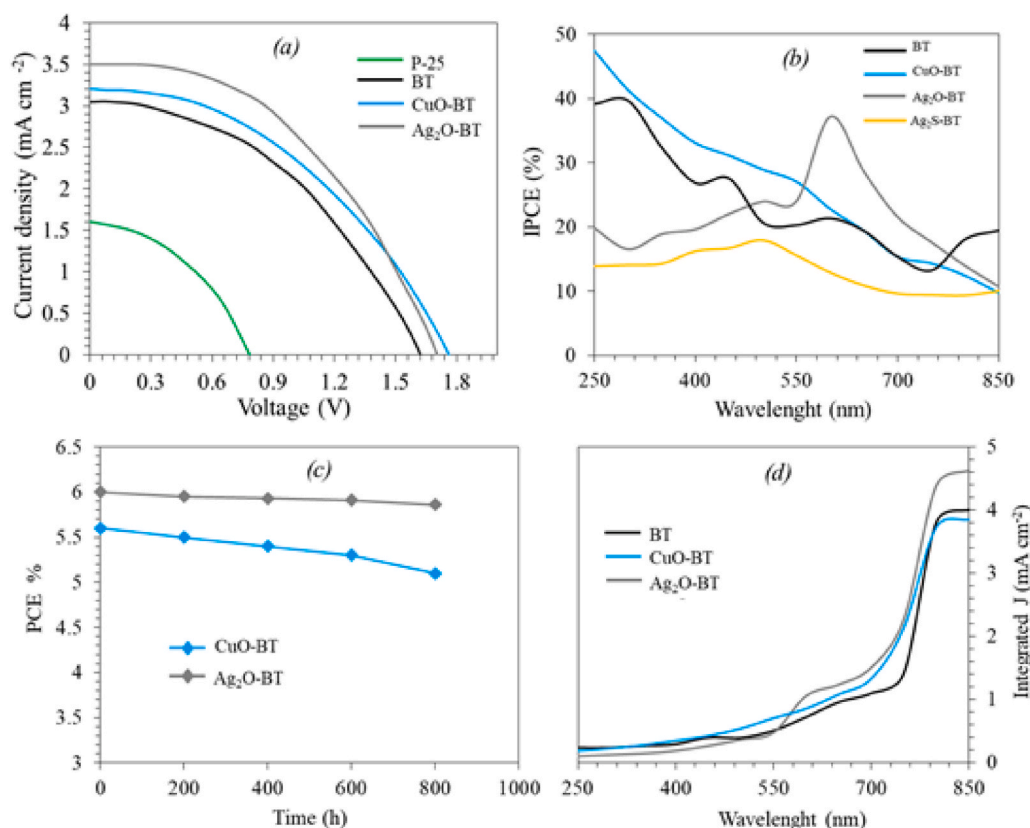 (a)
Current density (mA cm -2)
4
3.5
3
2.5
2
1.5
1
0.5
0
P-25
BT
CuO-BT
Ag2O-BT
0 0.3 0.6 0.9 1.2 1.5 1.8
Voltage (V)
(b)
IPCE (%)
50
40
30
20
10
0
BT
CuO-BT
Ag2O-BT
Ag2S-BT
250 400 550 700 850
Wavelenght (nm)
(c)
PCE %
6.5
6
5.5
5
4.5
4
3.5
3
CuO-BT
Ag2O-BT
0 200 400 600 800 1000
Time (h)
(d)
BT
CuO-BT
Ag2O-BT
5
4
3
2
1
0
Integrated J (mA cm-2)
250 400 550 700 850
Wavelenght (nm)